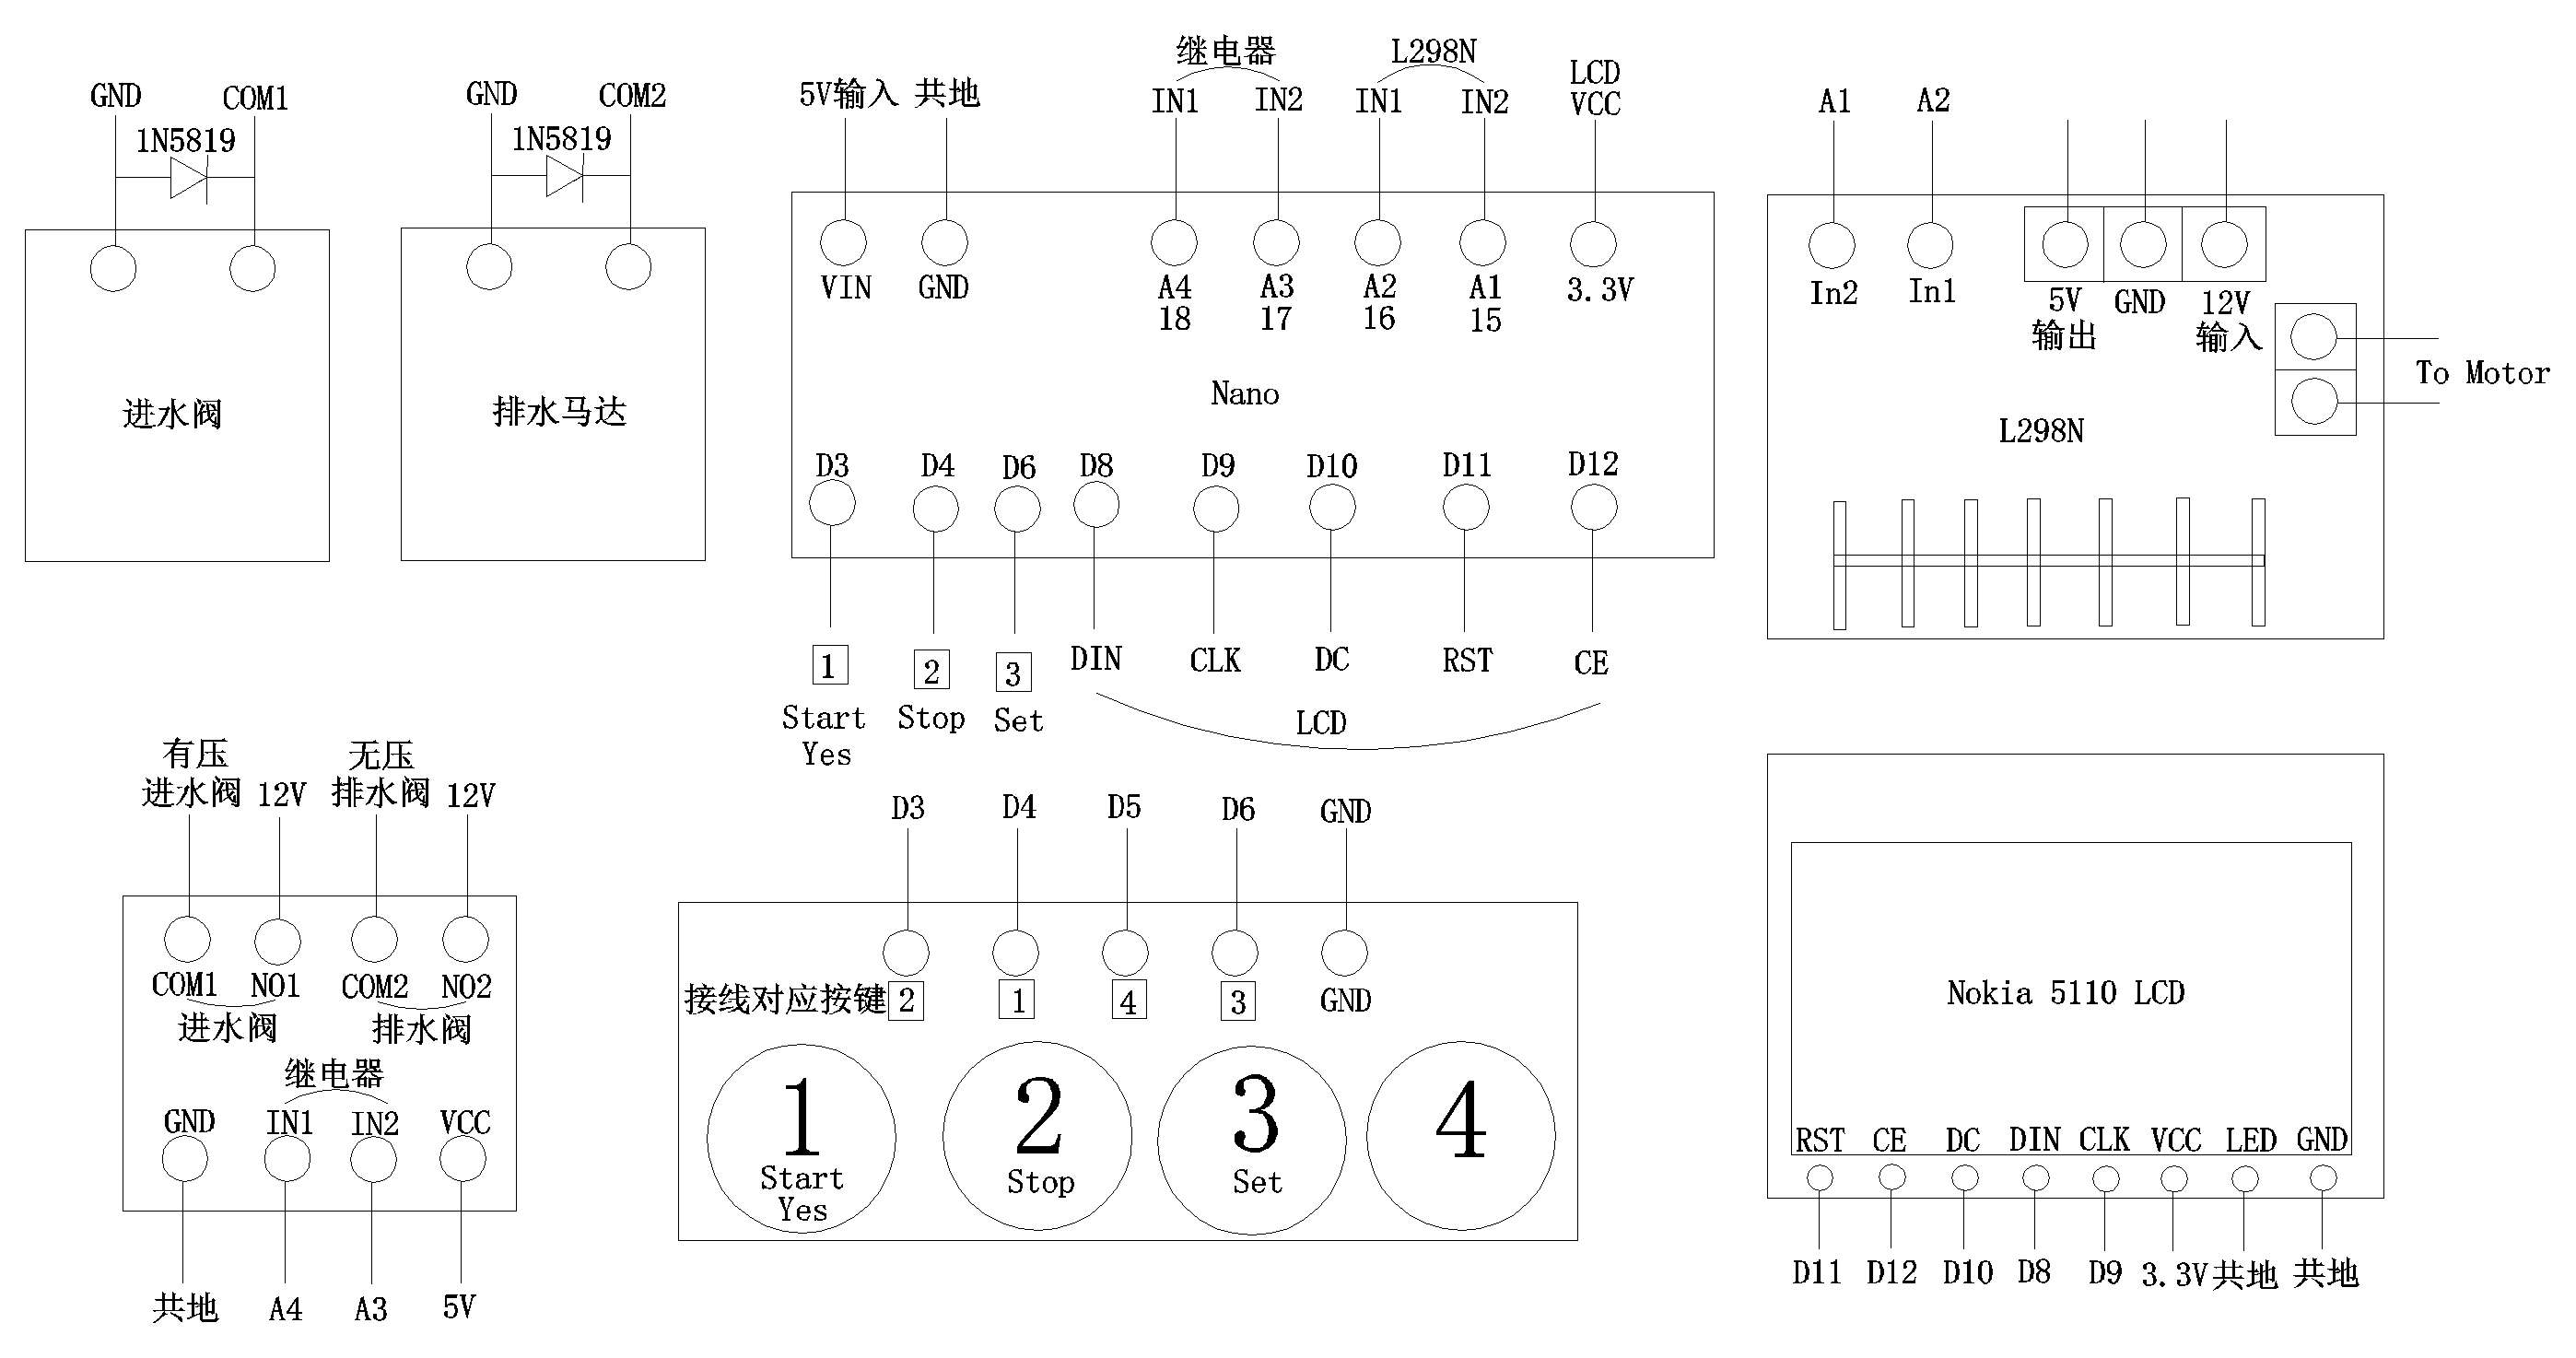 GND
COM1
1N5819
进水阀
GND
COM2
1N5819
排水马达
继电器
L298N
LCD
5V输入 共地
IN1
IN2
IN1
IN2
VCC
VIN
GND
A4
18
A3
17
A2
16
A1
15
3.3V
Nano
D3
D4
D6
D8
D9
D10
D11
D12
1
2
3
DIN
CLK
DC
RST
CE
Start
Yes
Stop
Set
LCD
A1
A2
In2
In1
5V
输出
GND
12V
输入
To Motor
L298N
有压
进水阀
12V
无压
排水阀
12V
COM1
NO1
COM2
NO2
进水阀
排水阀
继电器
GND
IN1
IN2
VCC
共地
A4
A3
5V
D3
D4
D5
D6
GND
接线对应按键
2
1
4
3
GND
1
Start
Yes
2
Stop
3
Set
4
Nokia 5110 LCD
RST
CE
DC
DIN
CLK
VCC
LED
GND
D11
D12
D10
D8
D9
3.3V
共地
共地